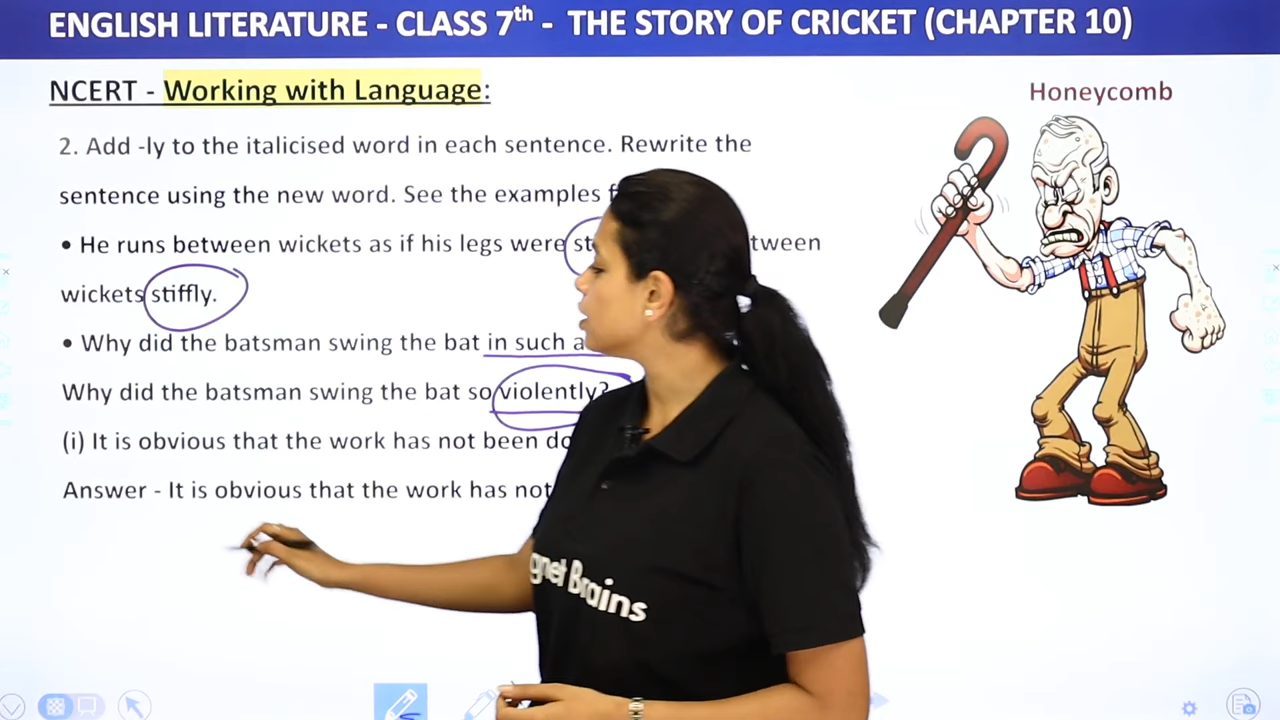 ENGLISH LITERATURE - CLASS 7th - THE STORY OF CRICKET (CHAPTER 10)
NCERT - Working with Language:
Honeycomb
2. Add -ly to the italicised word in each sentence. Rewrite the
sentence using the new word. See the examples
• He runs between wickets as if his legs were
wickets stiffly.
• Why did the batsman swing the bat in such a
Why did the batsman swing the bat so violently?
(i) It is obvious that the work has not been
Answer - It is obvious that the work has not
Brains